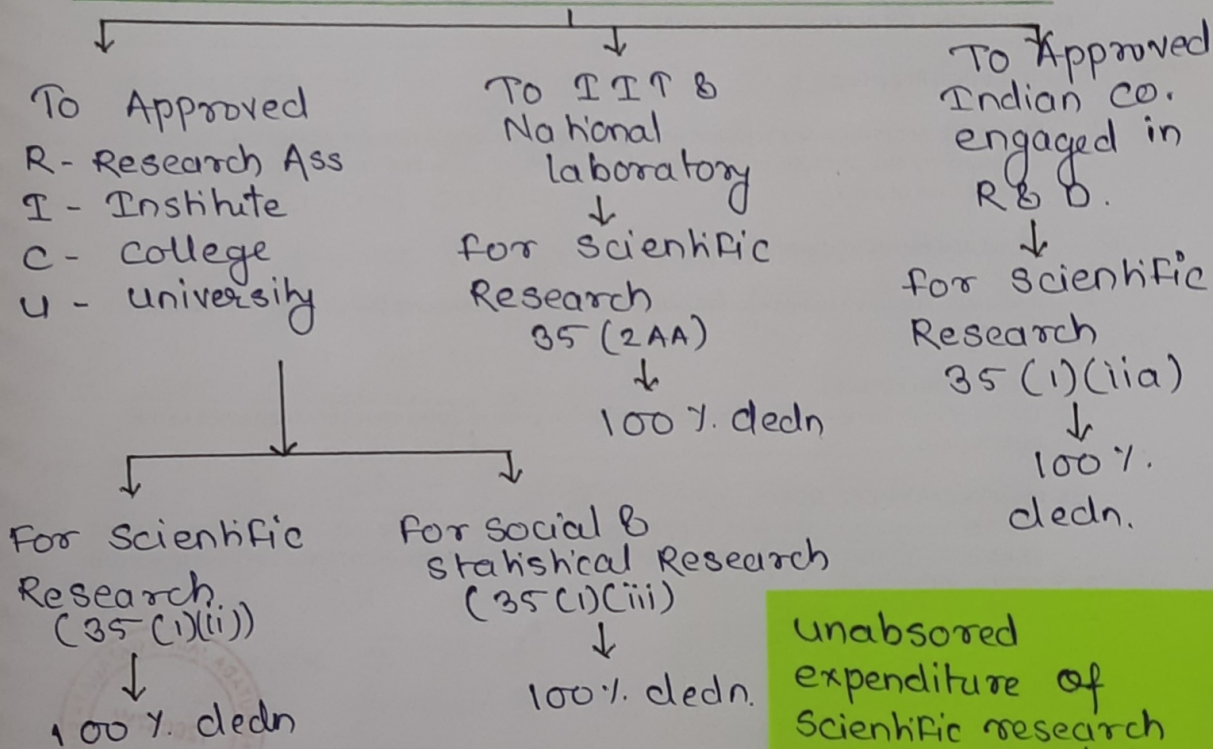 To Approved
R - Research Ass
I - Institute
C - College
U - University
For Scientific
Research
(35 (1)(ii))
100 %. dedn
For Social &
Statistical Research
(35 (1)(iii)
100 %. dedn.
To IIT &
National
laboratory
for Scientific
Research
35 (2AA)
100 %. dedn
To Approved
Indian co.
engaged in
R & D.
for Scientific
Research
35 (1)(iia)
100 %.
dedn.
unabsored
expenditure of
Scientific research